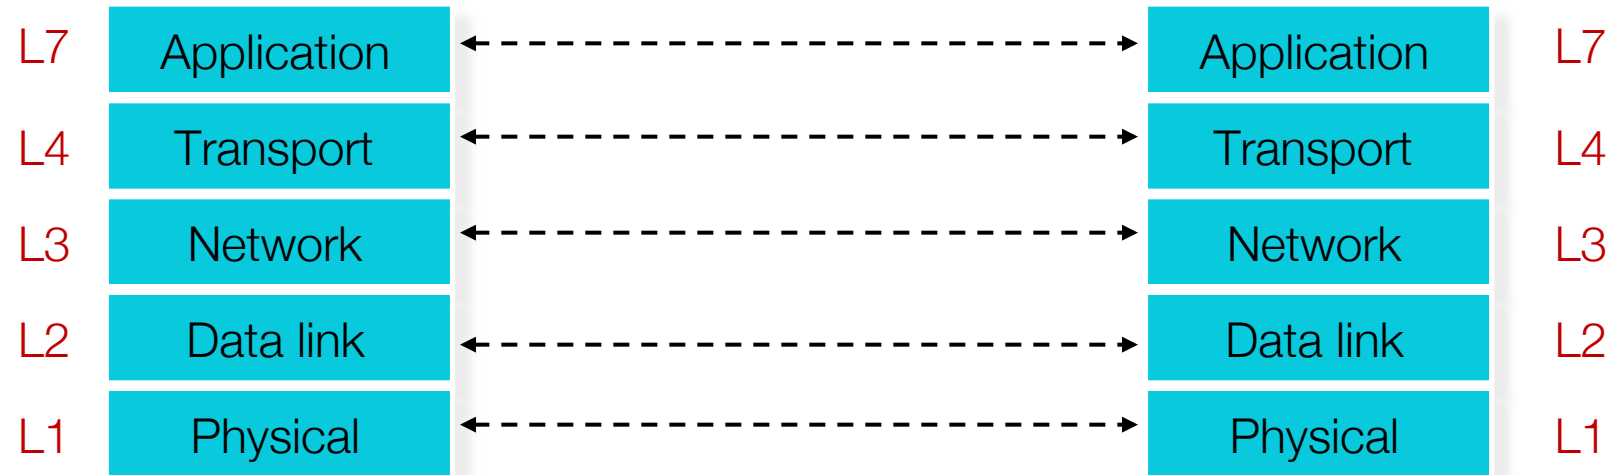 L7 Application Application L7
L4 Transport Transport L4
L3 Network Network L3
L2 Data link Data link L2
L1 Physical Physical L1